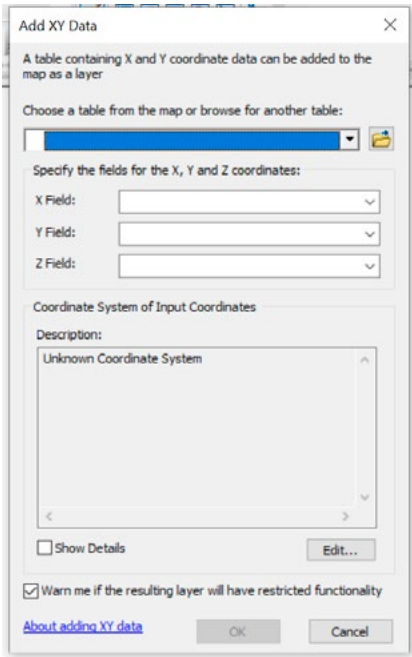 Add XY Data
A table containing X and Y coordinate data can be added to the
map as a layer
Choose a table from the map or browse for another table:
Specify the fields for the X, Y and Z coordinates:
X Field:
Y Field:
Z Field:
Coordinate System of Input Coordinates
Description:
Unknown Coordinate System
Show Details
Edit...
Warn me if the resulting layer will have restricted functionality
About adding XY data
OK
Cancel